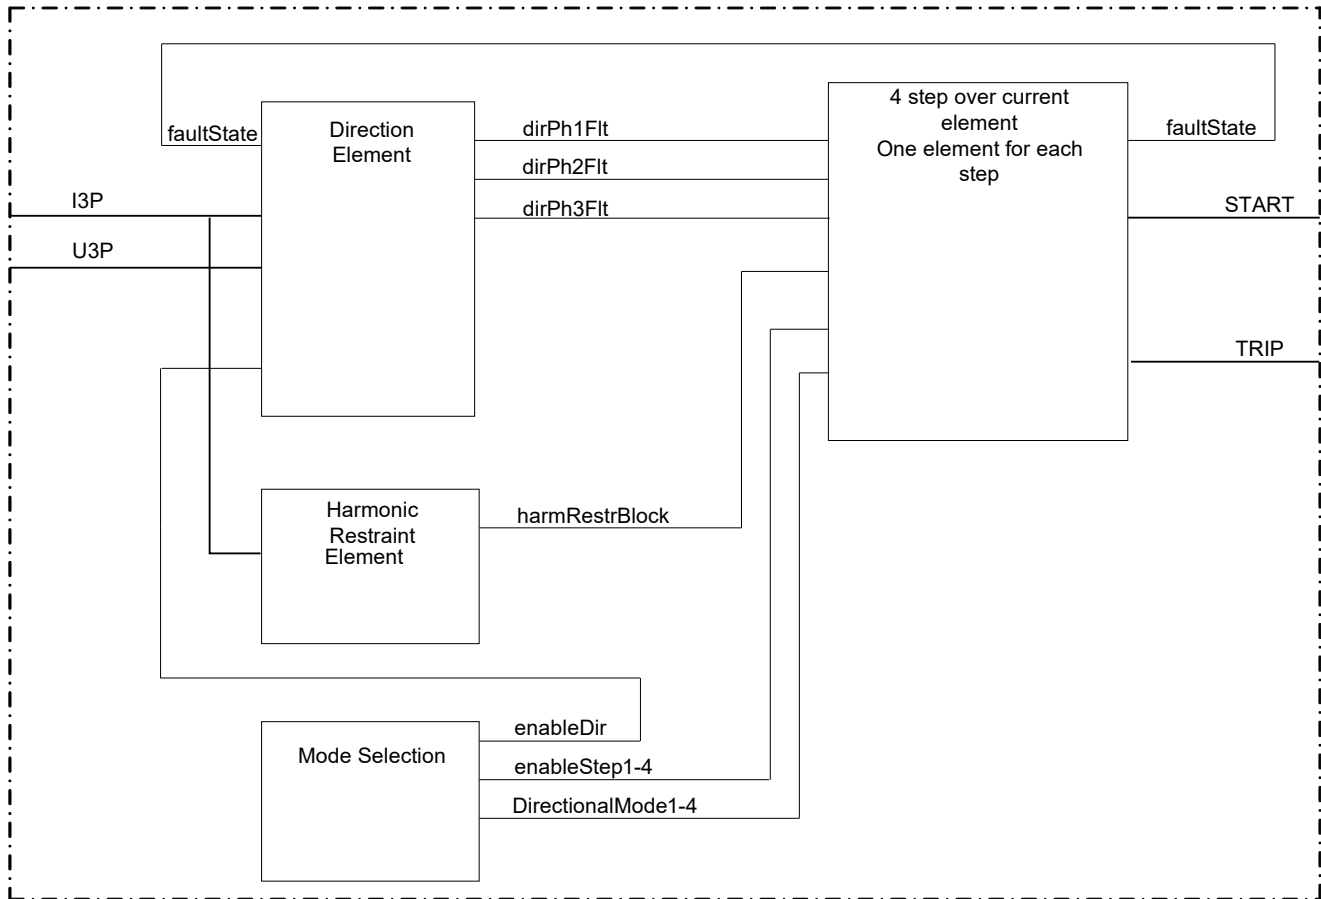 4 step over current
element
One element for each
step
Direction
Element
faultState
dirPh1Flt
dirPh2Flt
dirPh3Flt
faultState
I3P
U3P
START
TRIP
Harmonic
Restraint
Element
harmRestrBlock
Mode Selection
enableDir
enableStep1-4
DirectionalMode1-4